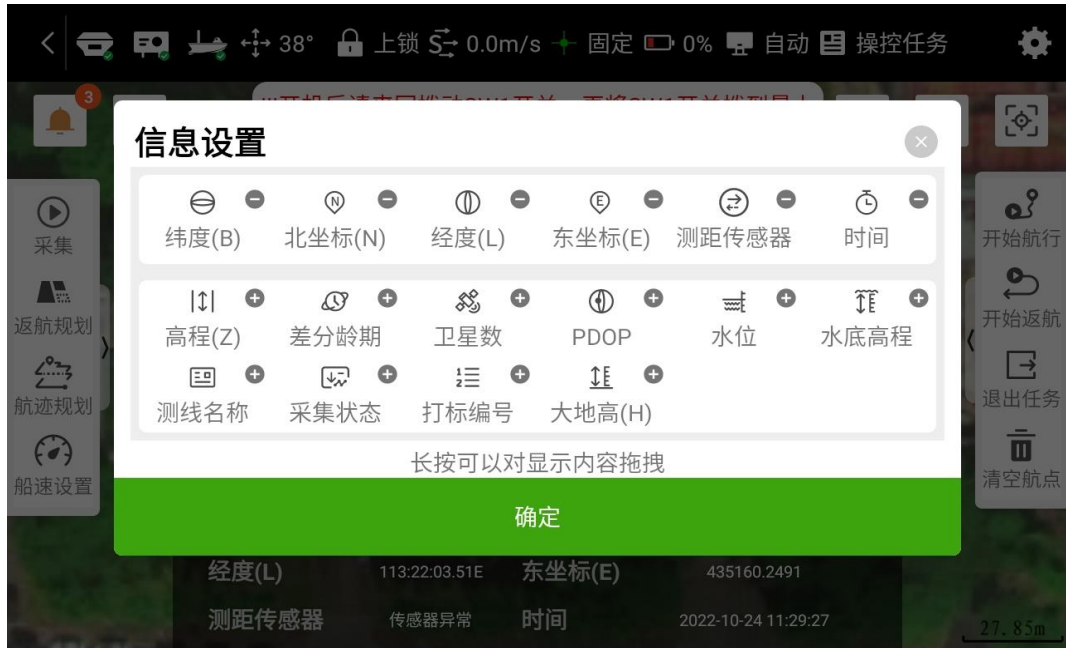 38° 上锁 0.0m/s 固定 0% 自动 操控任务
3
信息设置
纬度(B) 北坐标(N) 经度(L) 东坐标(E) 测距传感器 时间
高程(Z) 差分龄期 卫星数 PDOP 水位 水底高程
测线名称 采集状态 打标编号 大地高(H)
长按可以对显示内容拖拽
确定
采集
返航规划
航迹规划
船速设置
开始航行
开始返航
退出任务
清空航点
经度(L) 113:22:03.51E 东坐标(E) 435160.2491
测距传感器 传感器异常 时间 2022-10-24 11:29:27
27.85m